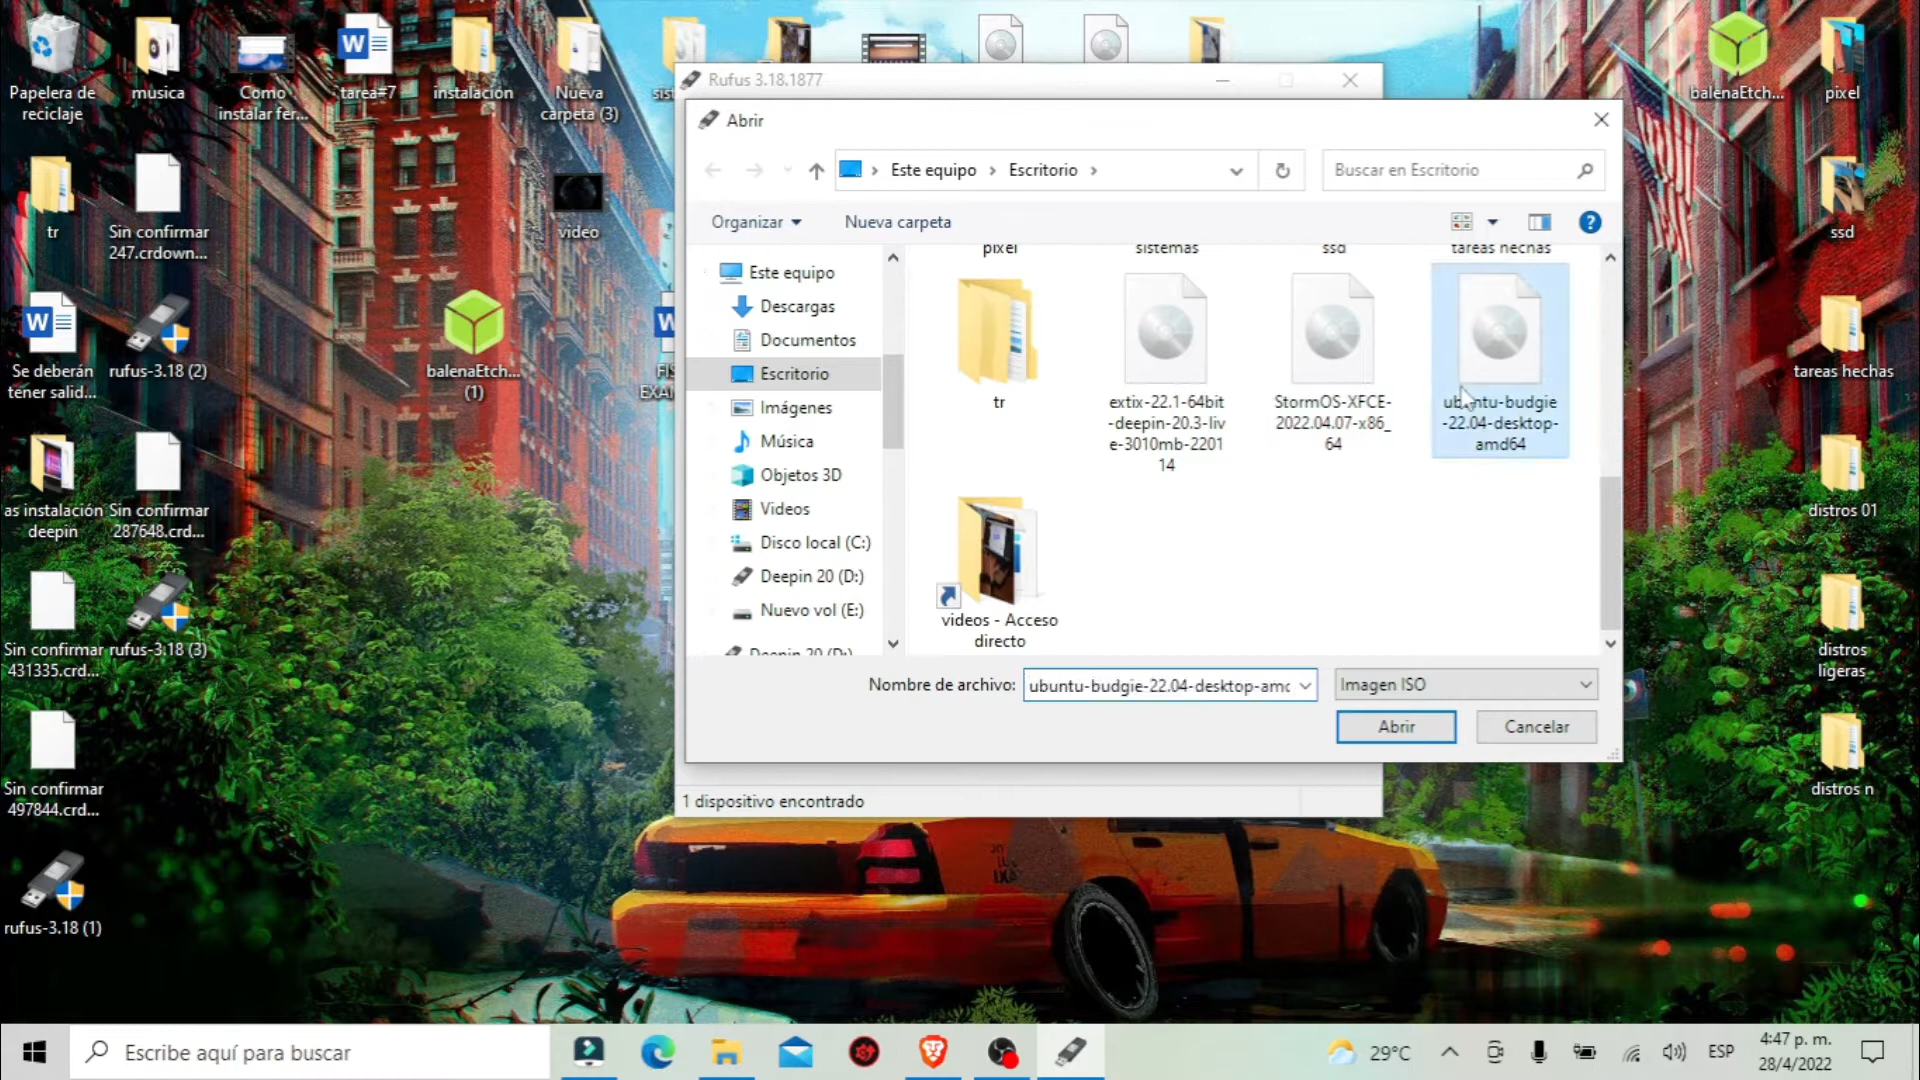 Papelera de
reciclaje
musica
Como
instalar fer...
tarea#7
instalación
Nueva
carpeta (3)
balenaEtch...
pixel
tr
Sin confirmar
247.crdown...
video
ssd
Se deberán
tener salid...
rufus-3.18 (2)
balenaEtch...
(1)
tareas hechas
as instalación
deepin
Sin confirmar
287648.crd...
distros 01
Sin confirmar
431335.crd...
rufus-3.18 (3)
distros
ligeras
Sin confirmar
497844.crd...
distros n
rufus-3.18 (1)
Rufus 3.18.1877
Abrir
Este equipo
Escritorio
Buscar en Escritorio
Organizar
Nueva carpeta
Este equipo
Descargas
Documentos
Escritorio
Imágenes
Música
Objetos 3D
Videos
Disco local (C:)
Deepin 20 (D:)
Nuevo vol (E:)
Deepin 20 (D:)
pixel
sistemas
ssd
tareas hechas
tr
extix-22.1-64bit
-deepin-20.3-liv
e-3010mb-2201
14
StormOS-XFCE-
2022.04.07-x86_
64
ubuntu-budgie
-22.04-desktop-
amd64
videos - Acceso
directo
Nombre de archivo:
ubuntu-budgie-22.04-desktop-amd
Imagen ISO
Abrir
Cancelar
1 dispositivo encontrado
Escribe aquí para buscar
29°C
ESP
4:47 p. m.
28/4/2022